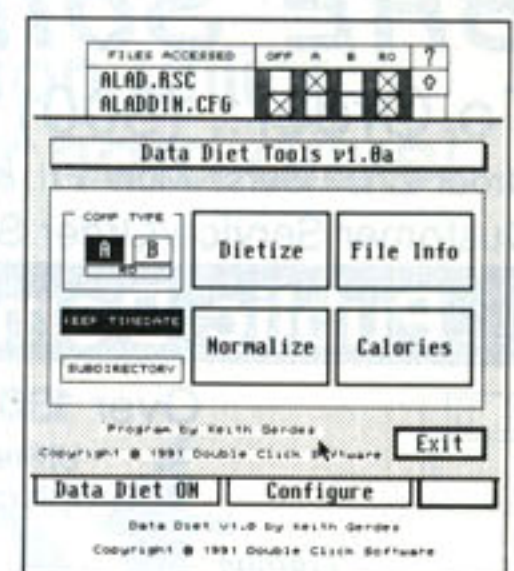 FILES ACCESSED OFF A B RO ?
ALAD.RSC
ALADDIN.CFG
Data Diet Tools v1.0a
COMP TYPE
A B
RO
Dietize
File Info
KEEP TIMEDATE
SUBDIRECTORY
Normalize
Calories
Program by Keith Gerdes
Copyright © 1991 Double Click Software
Exit
Data Diet ON
Configure
Data Diet v1.0 by Keith Gerdes
Copyright © 1991 Double Click Software